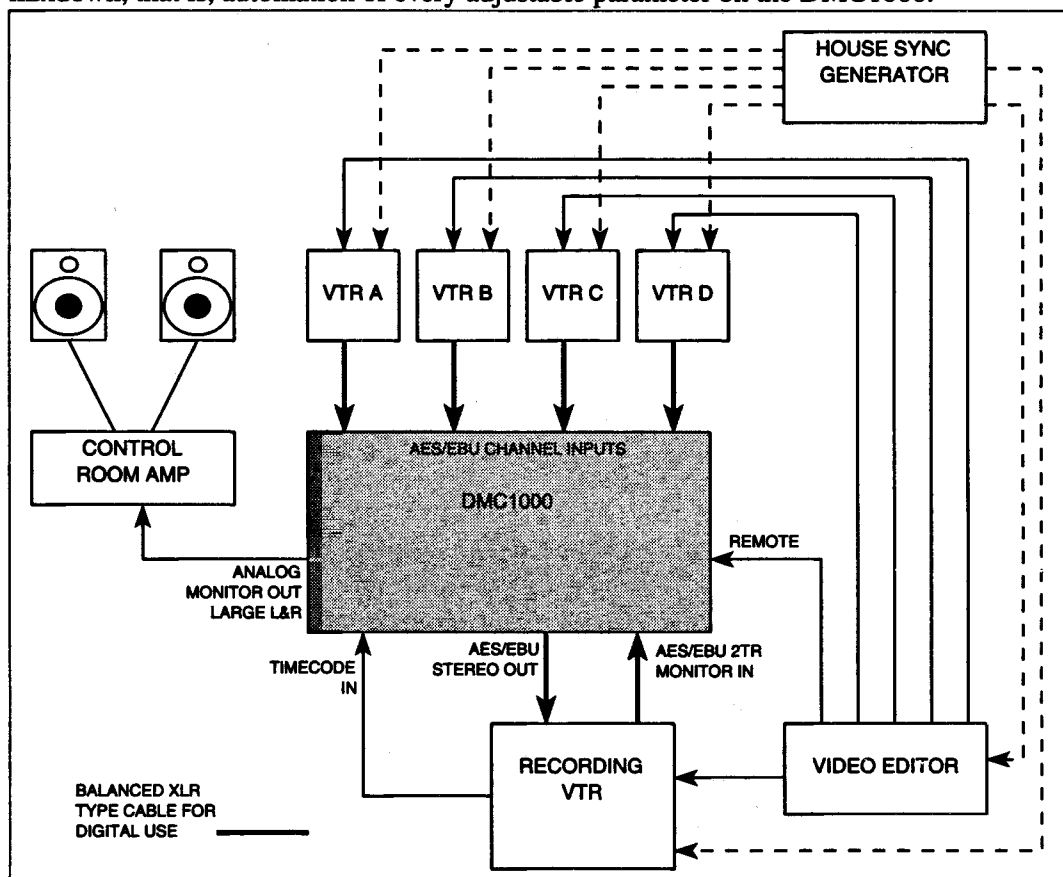 HOUSE SYNC
GENERATOR
VTR A
VTR B
VTR C
VTR D
CONTROL
ROOM AMP
AES/EBU CHANNEL INPUTS
DMC1000
REMOTE
ANALOG
MONITOR OUT
LARGE L&R
TIMECODE
IN
AES/EBU
STEREO OUT
AES/EBU 2TR
MONITOR IN
RECORDING
VTR
VIDEO EDITOR
BALANCED XLR
TYPE CABLE FOR
DIGITAL USE